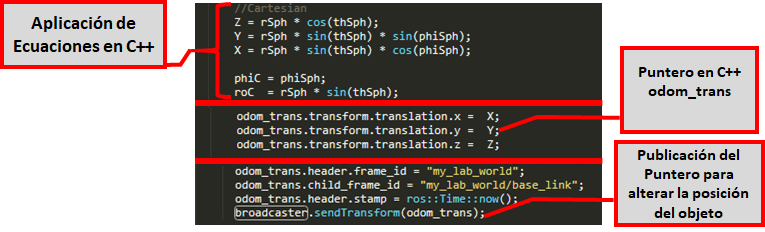 Aplicación de
Ecuaciones en C++
//Cartesian
Z = rSph * cos(thSph);
Y = rSph * sin(thSph) * sin(phiSph);
X = rSph * sin(thSph) * cos(phiSph);
phiC = phiSph;
roC  = rSph * sin(thSph);
odom_trans.transform.translation.x =  X;
odom_trans.transform.translation.y =  Y;
odom_trans.transform.translation.z =  Z;
Puntero en C++
odom_trans
odom_trans.header.frame_id = "my_lab_world";
odom_trans.child_frame_id = "my_lab_world/base_link";
odom_trans.header.stamp = ros::Time::now();
broadcaster.sendTransform(odom_trans);
Publicación del
Puntero para
alterar la posición
del objeto